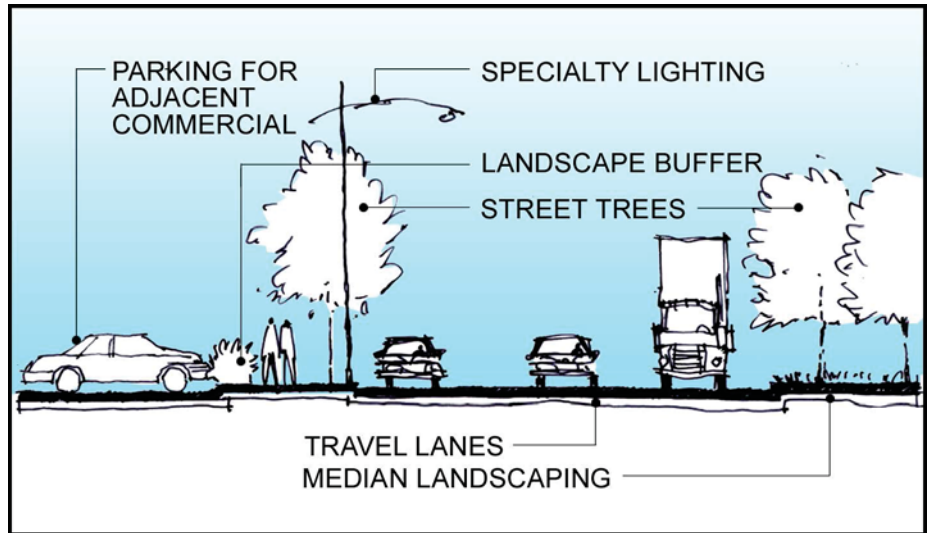 PARKING FOR
ADJACENT
COMMERCIAL
SPECIALTY LIGHTING
LANDSCAPE BUFFER
STREET TREES
TRAVEL LANES
MEDIAN LANDSCAPING